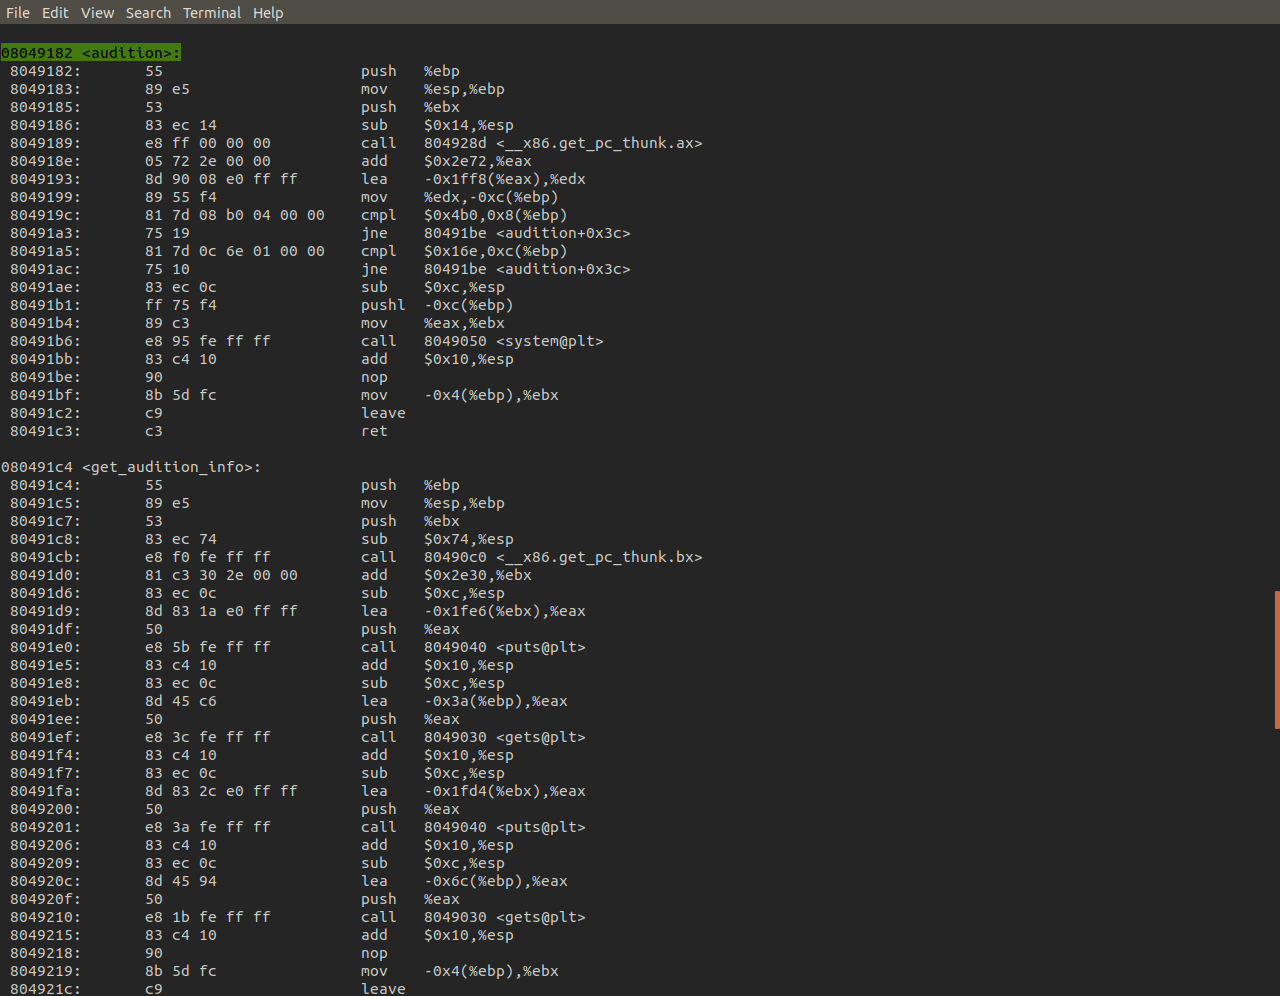 File Edit View Search Terminal Help
08049182 <audition>:
8049182: 55 push %ebp
8049183: 89 e5 mov %esp,%ebp
8049185: 53 push %ebx
8049186: 83 ec 14 sub $0x14,%esp
8049189: e8 ff 00 00 00 call 804928d <__x86.get_pc_thunk.ax>
804918e: 05 72 2e 00 00 add $0x2e72,%eax
8049193: 8d 90 08 e0 ff ff lea -0x1ff8(%eax),%edx
8049199: 89 55 f4 mov %edx,-0xc(%ebp)
804919c: 81 7d 08 b0 04 00 00 cmpl $0x4b0,0x8(%ebp)
80491a3: 75 19 jne 80491be <audition+0x3c>
80491a5: 81 7d 0c 6e 01 00 00 cmpl $0x16e,0xc(%ebp)
80491ac: 75 10 jne 80491be <audition+0x3c>
80491ae: 83 ec 0c sub $0xc,%esp
80491b1: ff 75 f4 pushl -0xc(%ebp)
80491b4: 89 c3 mov %eax,%ebx
80491b6: e8 95 fe ff ff call 8049050 <system@plt>
80491bb: 83 c4 10 add $0x10,%esp
80491be: 90 nop
80491bf: 8b 5d fc mov -0x4(%ebp),%ebx
80491c2: c9 leave
80491c3: c3 ret
080491c4 <get_audition_info>:
80491c4: 55 push %ebp
80491c5: 89 e5 mov %esp,%ebp
80491c7: 53 push %ebx
80491c8: 83 ec 74 sub $0x74,%esp
80491cb: e8 f0 fe ff ff call 80490c0 <__x86.get_pc_thunk.bx>
80491d0: 81 c3 30 2e 00 00 add $0x2e30,%ebx
80491d6: 83 ec 0c sub $0xc,%esp
80491d9: 8d 83 1a e0 ff ff lea -0x1fe6(%ebx),%eax
80491df: 50 push %eax
80491e0: e8 5b fe ff ff call 8049040 <puts@plt>
80491e5: 83 c4 10 add $0x10,%esp
80491e8: 83 ec 0c sub $0xc,%esp
80491eb: 8d 45 c6 lea -0x3a(%ebp),%eax
80491ee: 50 push %eax
80491ef: e8 3c fe ff ff call 8049030 <gets@plt>
80491f4: 83 c4 10 add $0x10,%esp
80491f7: 83 ec 0c sub $0xc,%esp
80491fa: 8d 83 2c e0 ff ff lea -0x1fd4(%ebx),%eax
8049200: 50 push %eax
8049201: e8 3a fe ff ff call 8049040 <puts@plt>
8049206: 83 c4 10 add $0x10,%esp
8049209: 83 ec 0c sub $0xc,%esp
804920c: 8d 45 94 lea -0x6c(%ebp),%eax
804920f: 50 push %eax
8049210: e8 1b fe ff ff call 8049030 <gets@plt>
8049215: 83 c4 10 add $0x10,%esp
8049218: 90 nop
8049219: 8b 5d fc mov -0x4(%ebp),%ebx
804921c: c9 leave